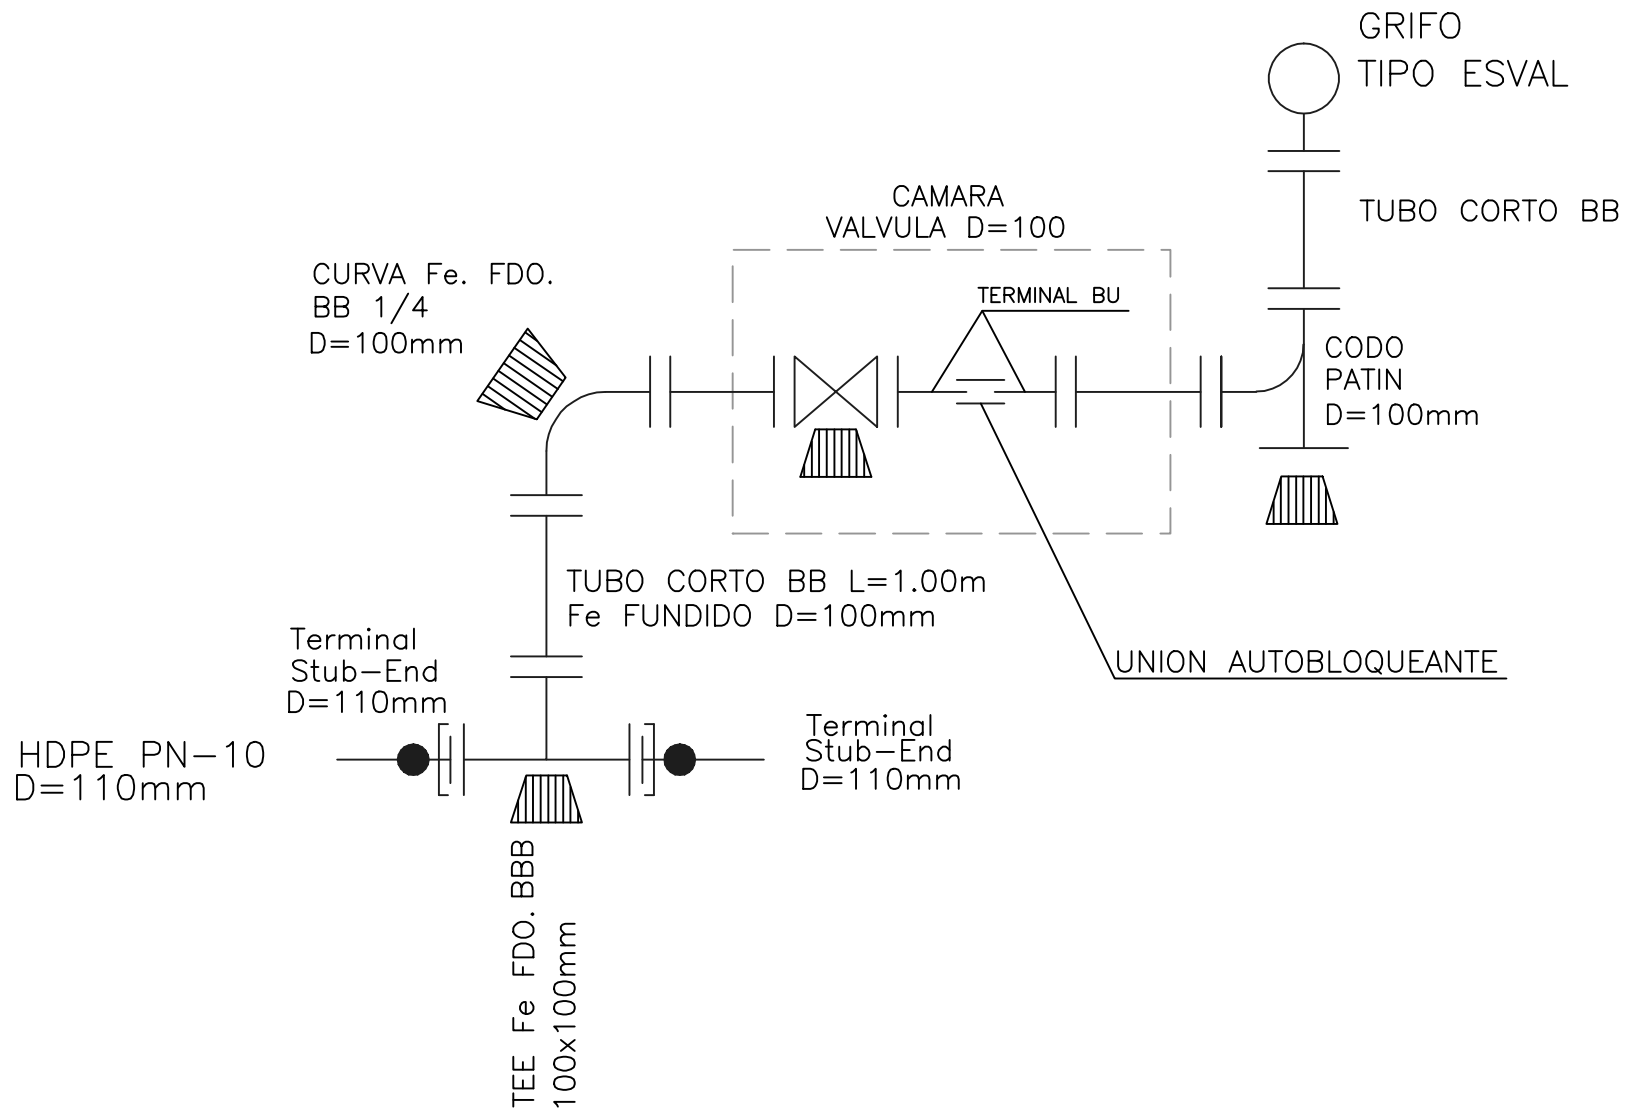 GRIFO
TIPO ESVAL
TUBO CORTO BB
CAMARA
VALVULA D=100
CURVA Fe. FDO.
BB 1/4
D=100mm
TERMINAL BU
CODO
PATIN
D=100mm
TUBO CORTO BB L=1.00m
Fe FUNDIDO D=100mm
Terminal
Stub-End
D=110mm
UNION AUTOBLOQUEANTE
HDPE PN-10
D=110mm
Terminal
Stub-End
D=110mm
TEE Fe FDO. BBB
100x100mm